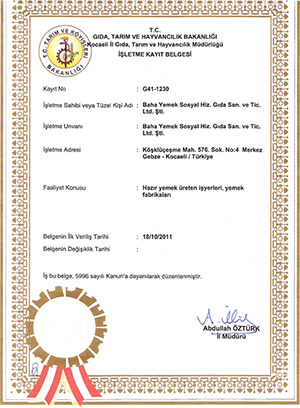 T.C.
GIDA, TARIM VE HAYVANCILIK BAKANLIĞI
Kocaeli İl Gıda, Tarım ve Hayvancılık Müdürlüğü
İŞLETME KAYIT BELGESİ
T.C. TARIM VE KÖYİŞLERİ
BAKANLIĞI
Kayıt No : G41-1230
İşletme Sahibi veya Tüzel Kişi Adı : Baha Yemek Sosyal Hiz. Gıda San. ve Tic.
Ltd. Şti.
İşletme Unvanı : Baha Yemek Sosyal Hiz. Gıda San. ve Tic.
Ltd. Şti.
İşletme Adresi : Köşklüçeşme Mah. 576. Sok. No:4 Merkez
Gebze - Kocaeli / Türkiye
Faaliyet Konusu : Hazır yemek üreten işyerleri, yemek
fabrikaları
Belgenin İlk Veriliş Tarihi : 18/10/2011
Belgenin Değişiklik Tarihi :
İş bu belge, 5996 sayılı Kanun'a dayanılarak düzenlenmiştir.
Abdullah ÖZTÜRK
İl Müdürü